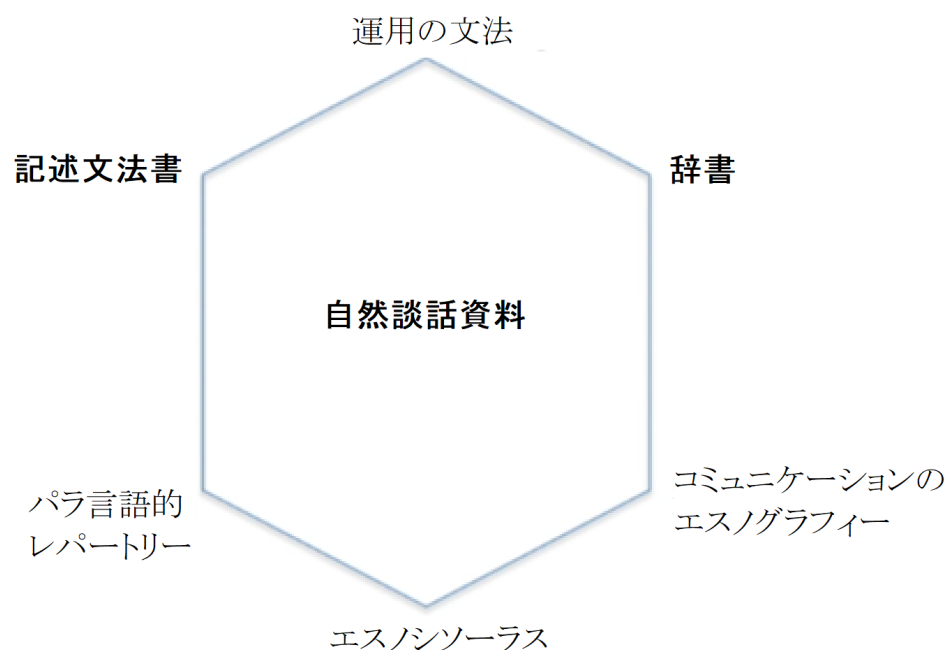 運用の文法
記述文法書
辞書
自然談話資料
パラ言語的
レパートリー
コミュニケーションの
エスノグラフィー
エスノシソーラス